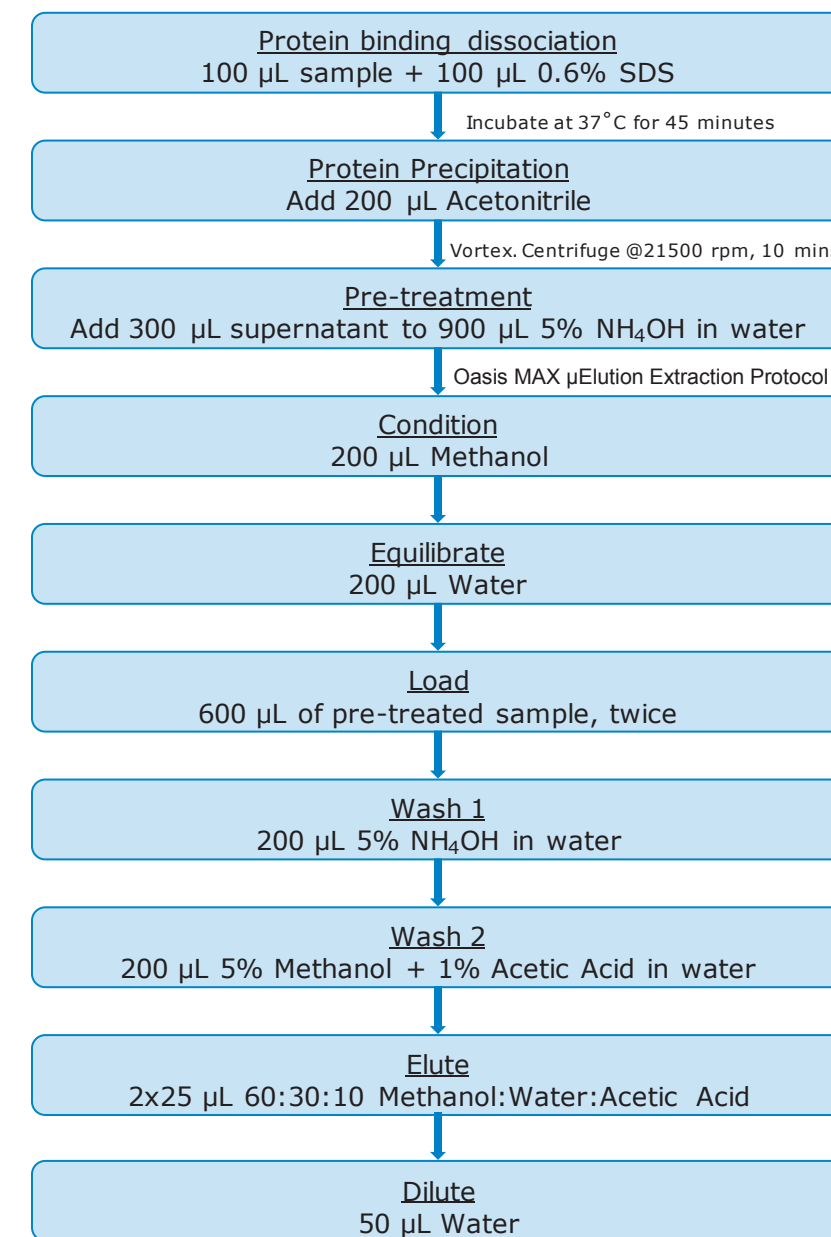 Protein binding dissociation
100 µL sample + 100 µL 0.6% SDS
Incubate at 37˚C for 45 minutes
Protein Precipitation
Add 200 µL Acetonitrile
Vortex. Centrifuge @21500 rpm, 10 min.
Pre-treatment
Add 300 µL supernatant to 900 µL 5% NH₄OH in water
Oasis MAX µElution Extraction Protocol
Condition
200 µL Methanol
Equilibrate
200 µL Water
Load
600 µL of pre-treated sample, twice
Wash 1
200 µL 5% NH₄OH in water
Wash 2
200 µL 5% Methanol + 1% Acetic Acid in water
Elute
2x25 µL 60:30:10 Methanol:Water:Acetic Acid
Dilute
50 µL Water